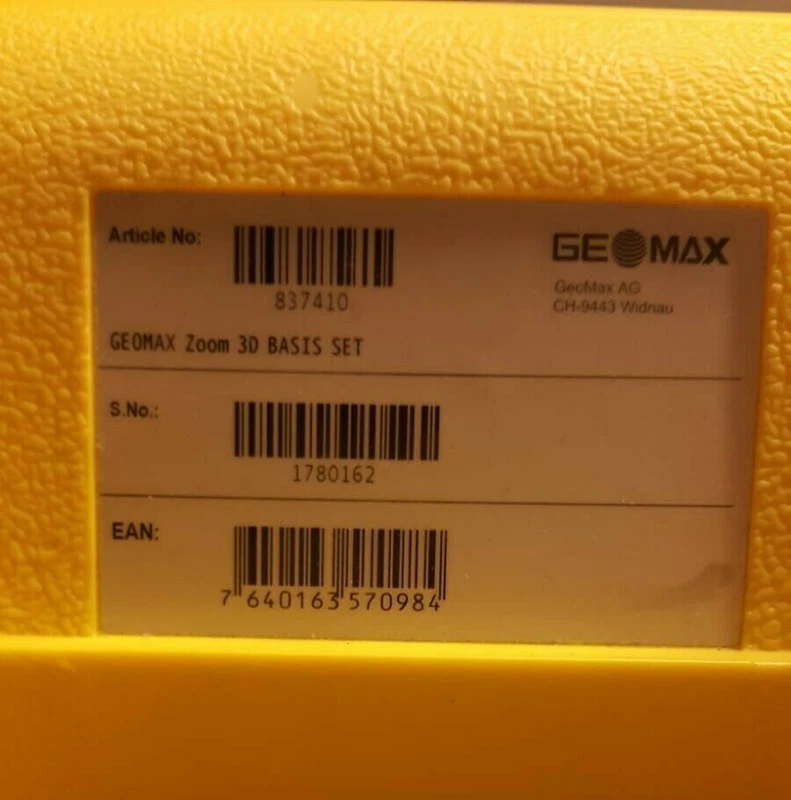 Article No:
837410
GEOMAX
GeoMax AG
CH-9443 Widnau
GEOMAX Zoom 3D BASIS SET
S.No.:
1780162
EAN:
7 640163 570984